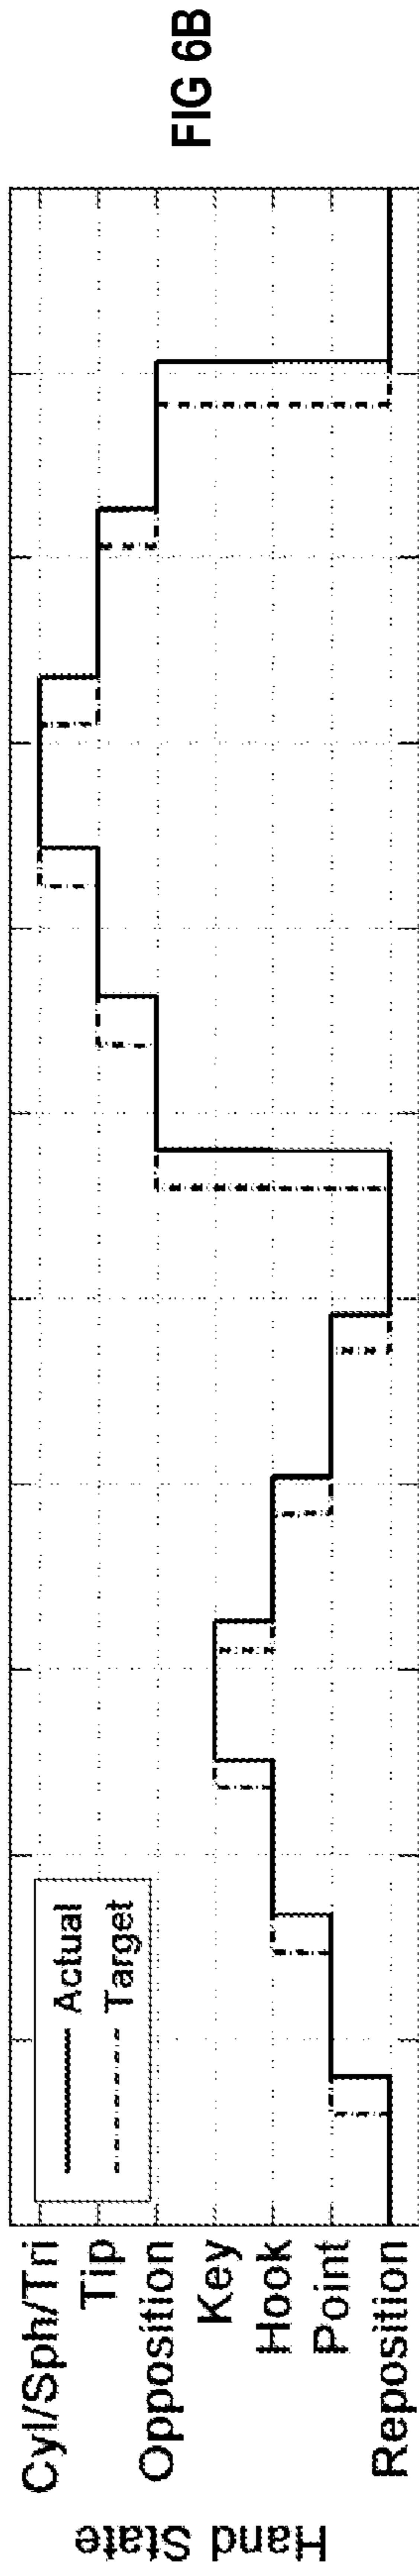 FIG 6B
Actual
Target
Cyl/Sph/Tri
Tip
Opposition
Key
Hook
Point
Reposition
Hand State